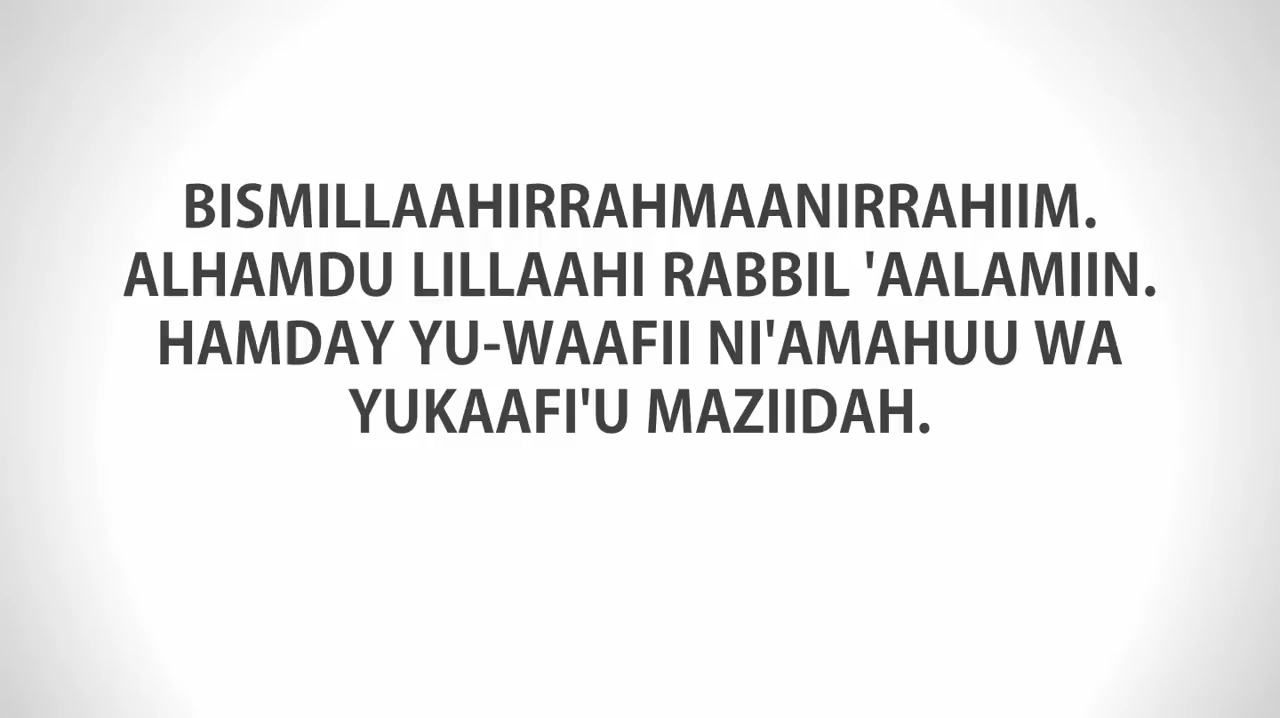 BISMILLAAHIRRAHMAANIRRAHIIM.
ALHAMDU LILLAAHI RABBIL 'AALAMIIN.
HAMDAY YU-WAAFII NI'AMAHUU WA
YUKAAFI'U MAZIIDAH.